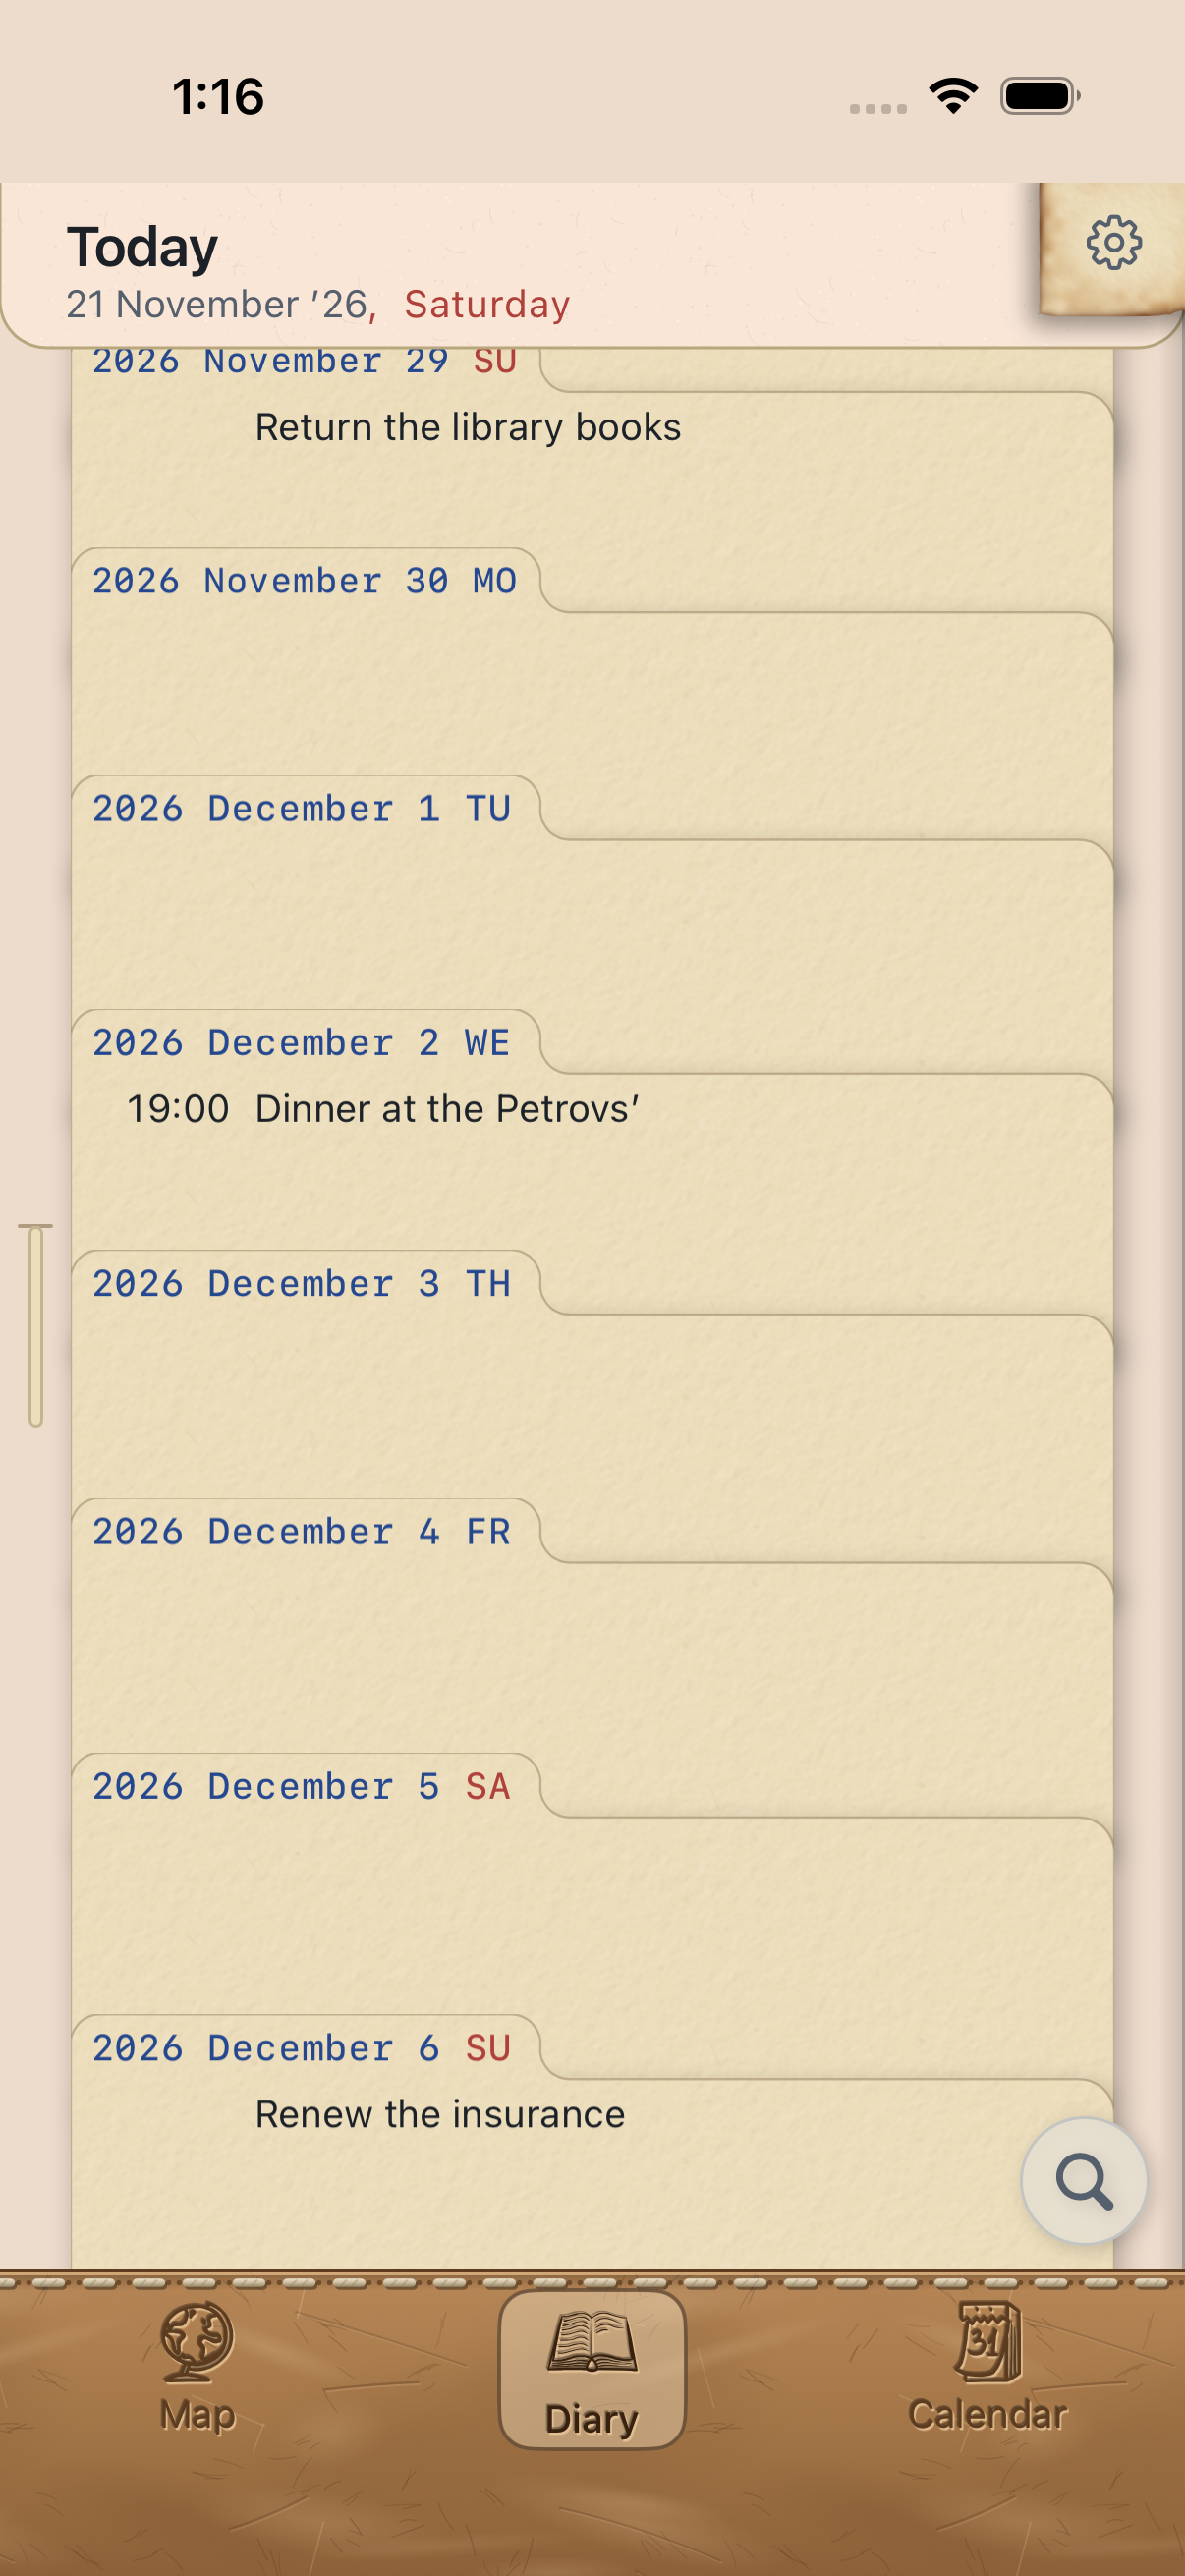 1:16
Today
21 November ’26, Saturday
2026 November 29 SU
Return the library books
2026 November 30 MO
2026 December 1 TU
2026 December 2 WE
19:00 Dinner at the Petrovs’
2026 December 3 TH
2026 December 4 FR
2026 December 5 SA
2026 December 6 SU
Renew the insurance
31
Map Diary Calendar